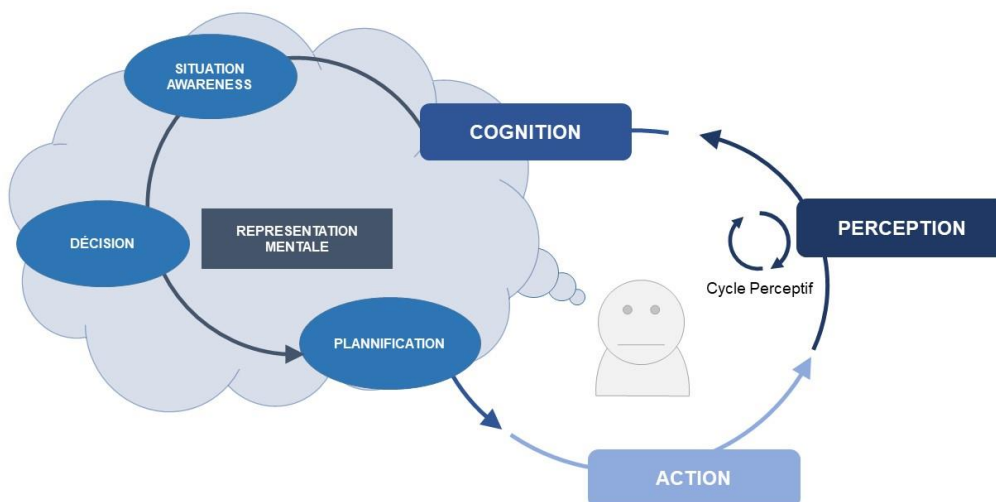 SITUATION
AWARENESS
COGNITION
DÉCISION
REPRESENTATION
MENTALE
PERCEPTION
Cycle Perceptif
PLANNIFICATION
ACTION